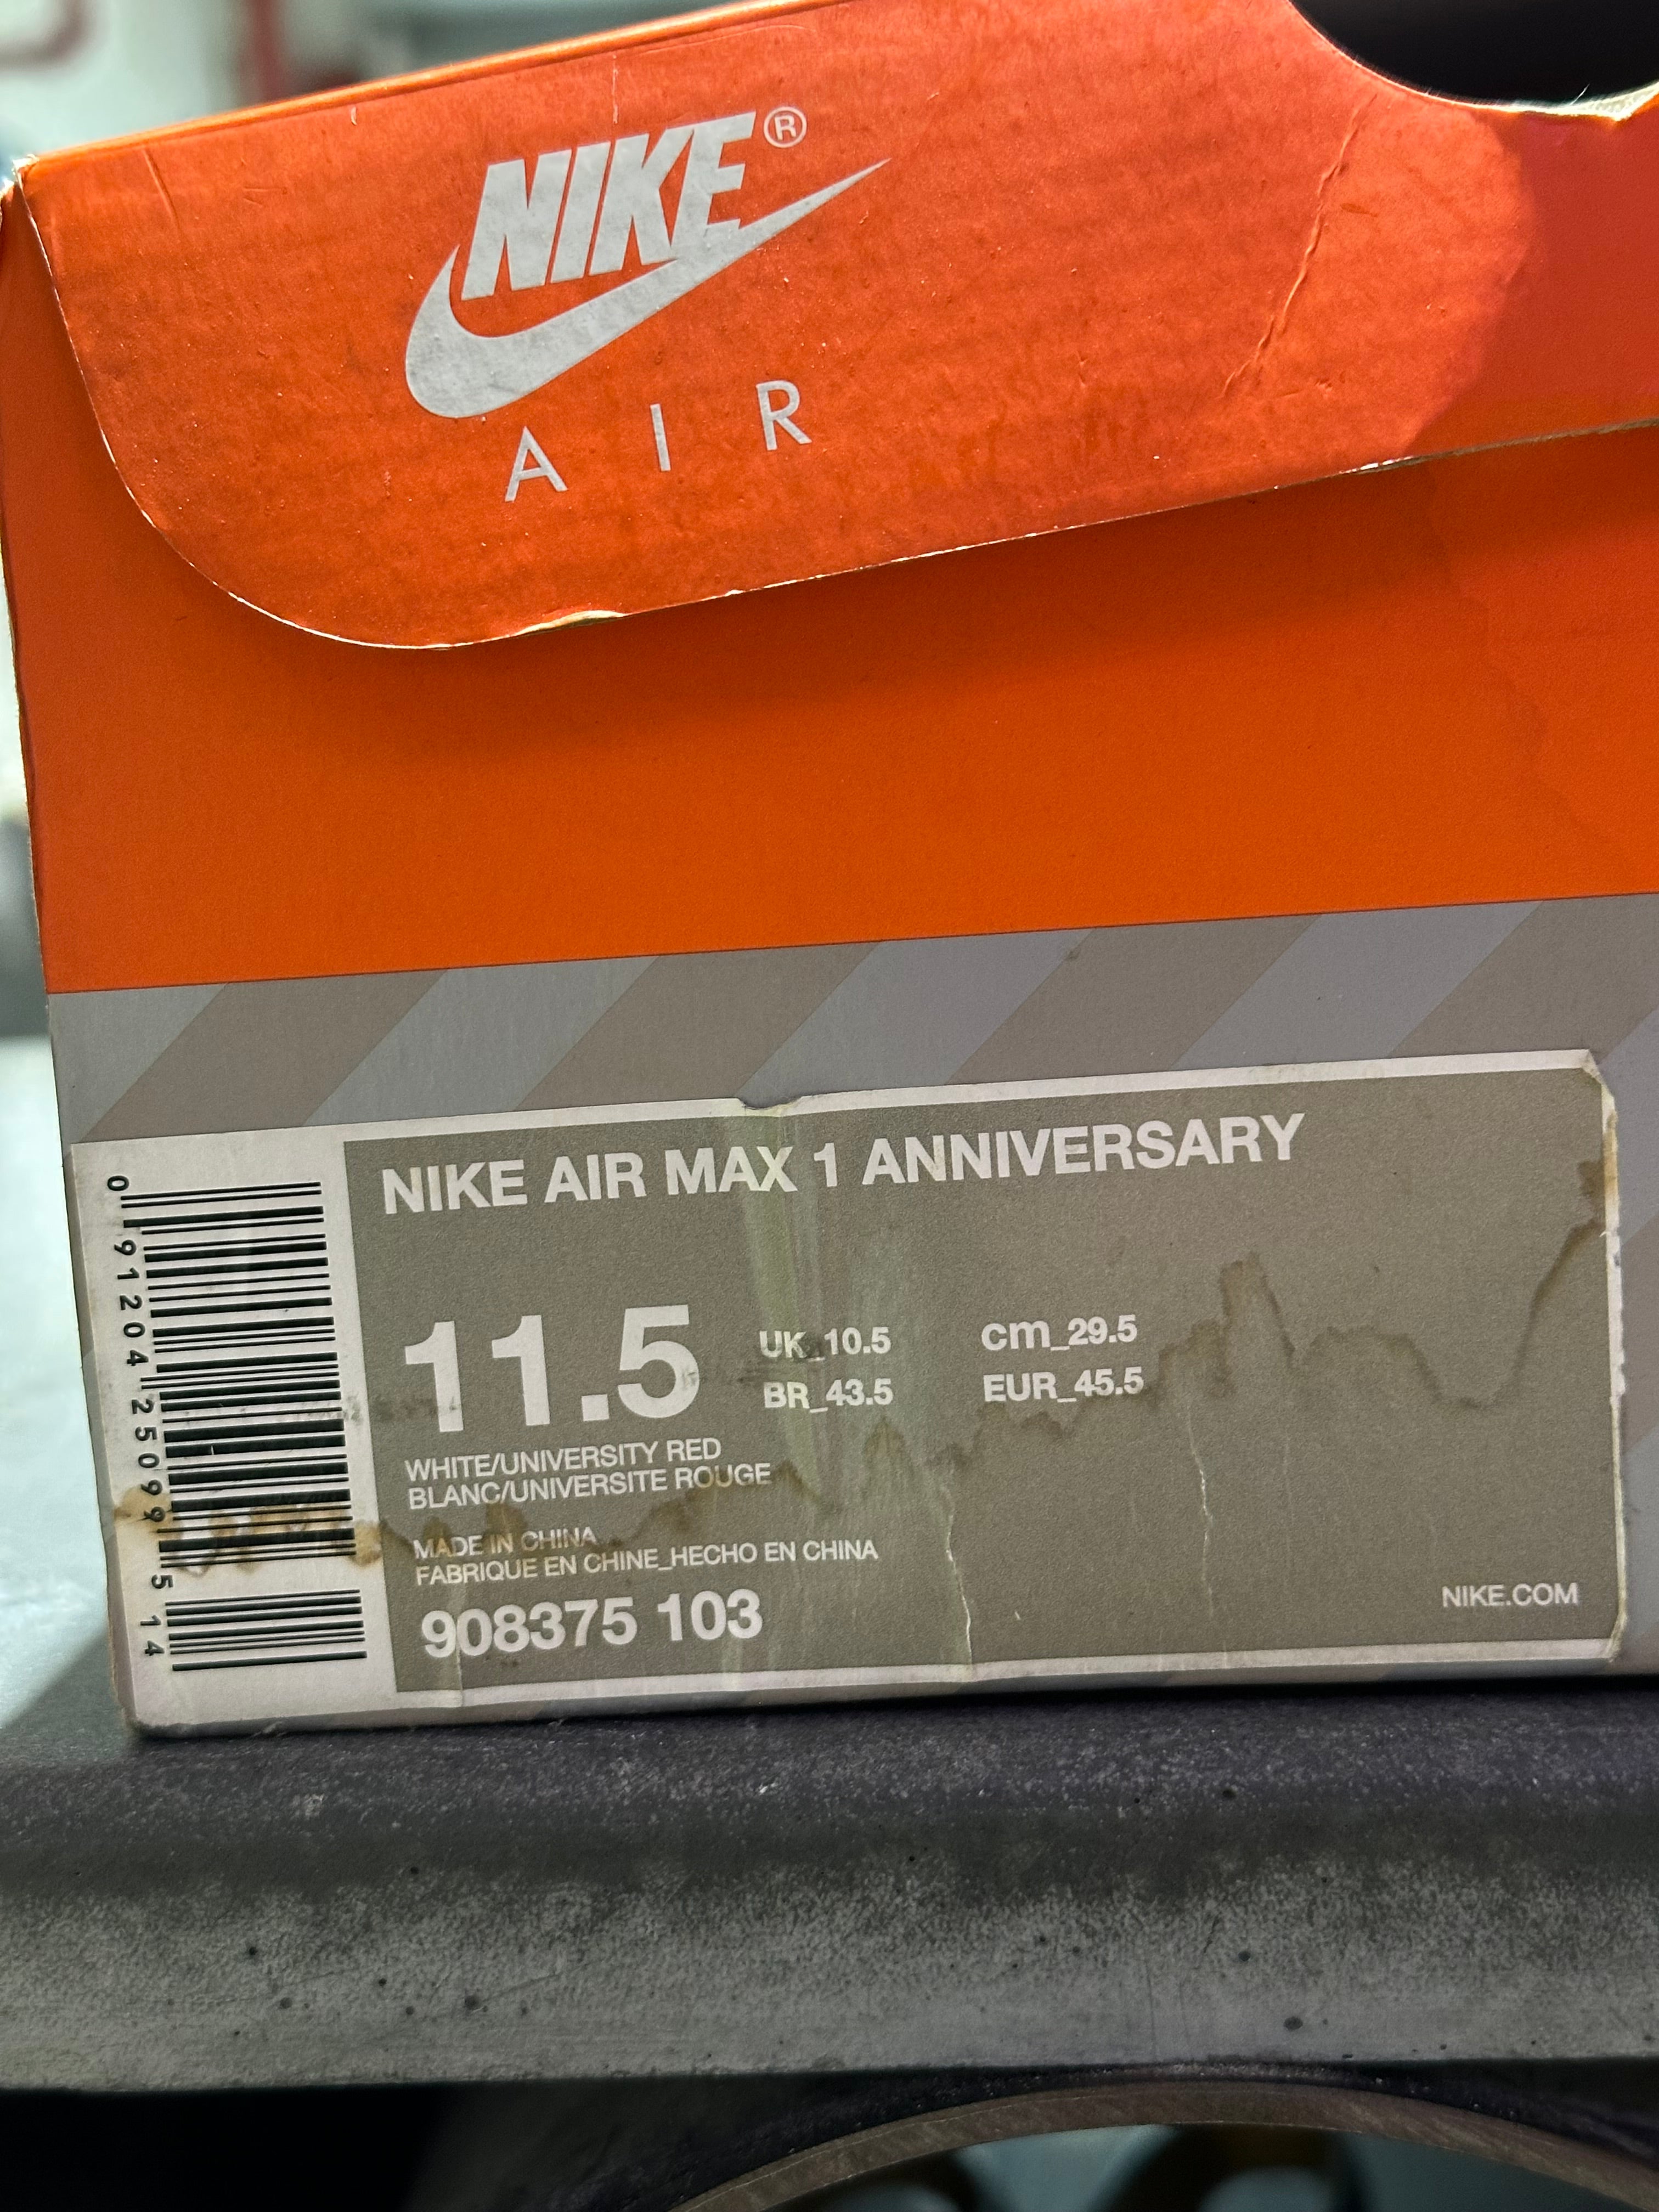 NIKE®
AIR
NIKE AIR MAX 1 ANNIVERSARY
11.5
UK_10.5
cm_29.5
BR_43.5
EUR_45.5
WHITE/UNIVERSITY RED
BLANC/UNIVERSITE ROUGE
MADE IN CHINA
FABRIQUE EN CHINE_HECHO EN CHINA
908375 103
NIKE.COM
0 91204 25099 5 14